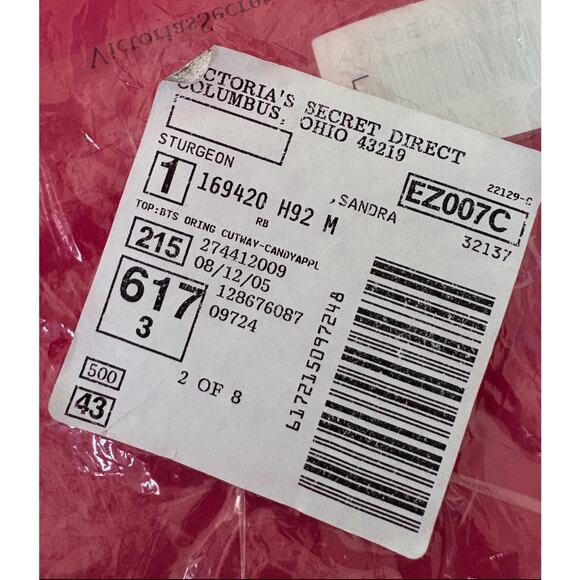 VictoriasSecret
VICTORIA'S SECRET DIRECT
COLUMBUS, OHIO 43219
STURGEON ,SANDRA
22129-C
1 169420 H92 M EZ007C
RB
32137
TOP:BTS ORING CUTWAY-CANDYAPPL
215 274412009
08/12/05
617 128676087
3 09724
2 OF 8
500
43
617215097248